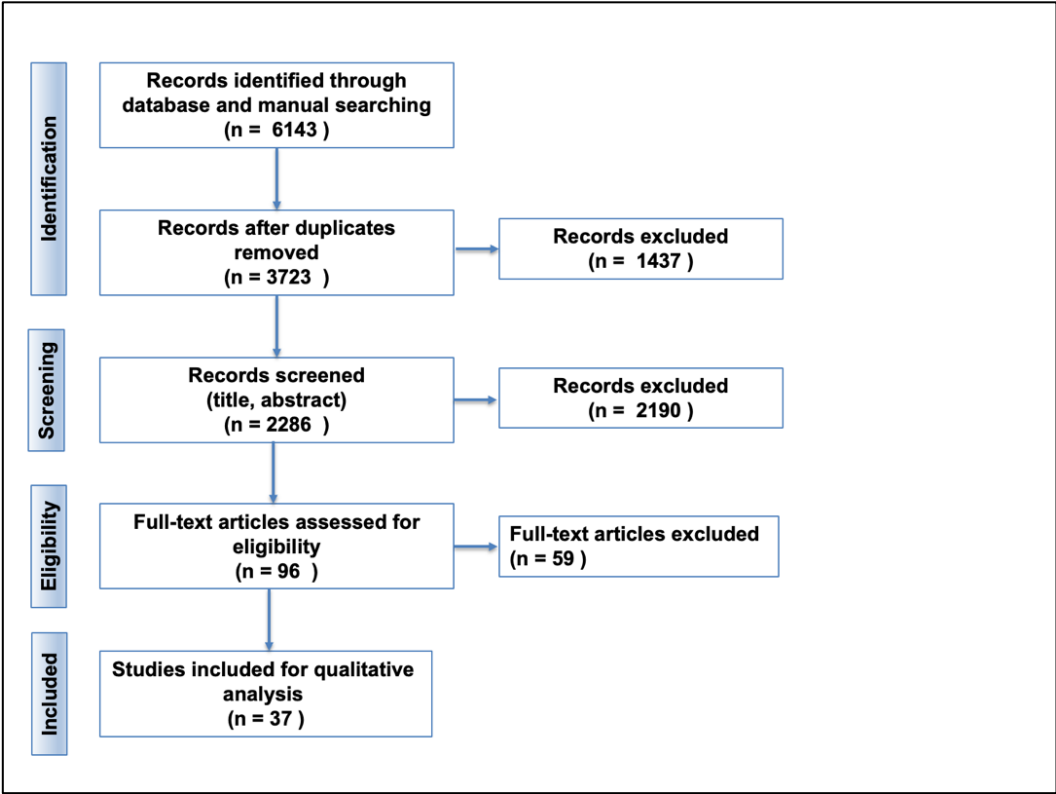 Identification
Records identified through
database and manual searching
(n =  6143 )
Records after duplicates
removed
(n = 3723  )
Records excluded
(n =  1437 )
Screening
Records screened
(title, abstract)
(n = 2286  )
Records excluded
(n =  2190 )
Eligibility
Full-text articles assessed for
eligibility
(n = 96  )
Full-text articles excluded
(n = 59 )
Included
Studies included for qualitative
analysis
(n = 37 )